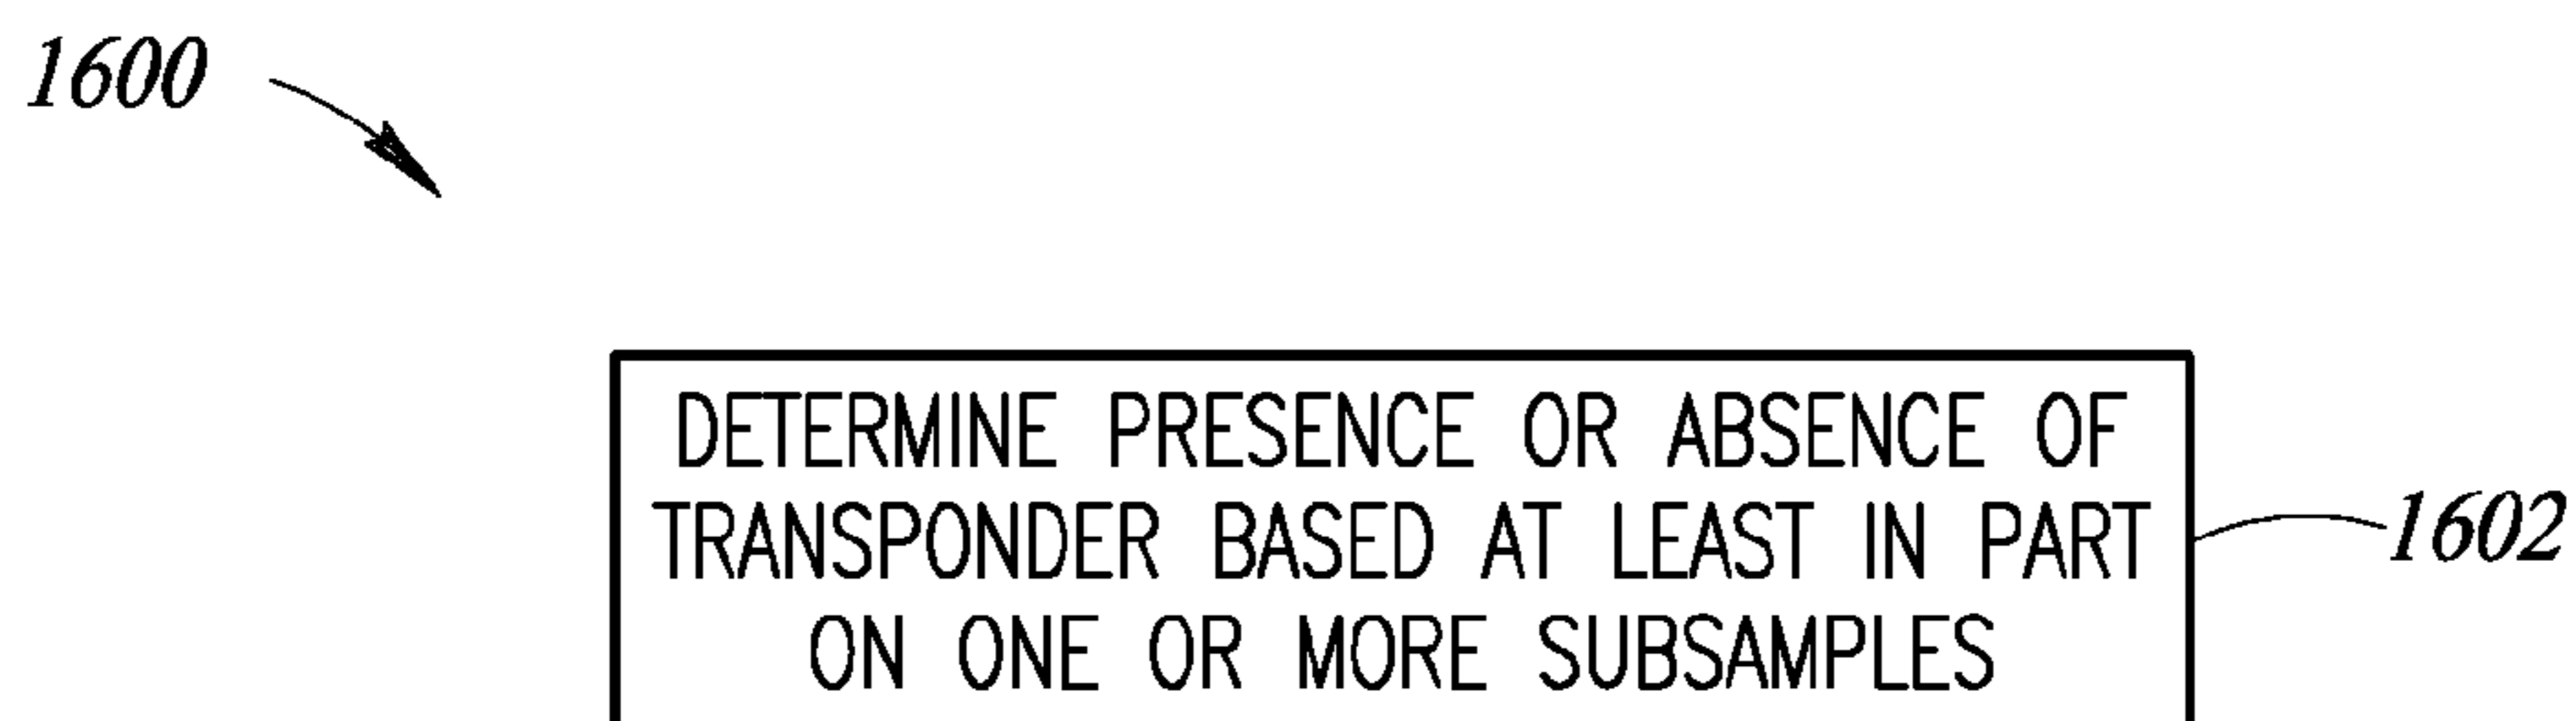 1600
DETERMINE PRESENCE OR ABSENCE OF
TRANSPONDER BASED AT LEAST IN PART
ON ONE OR MORE SUBSAMPLES
1602